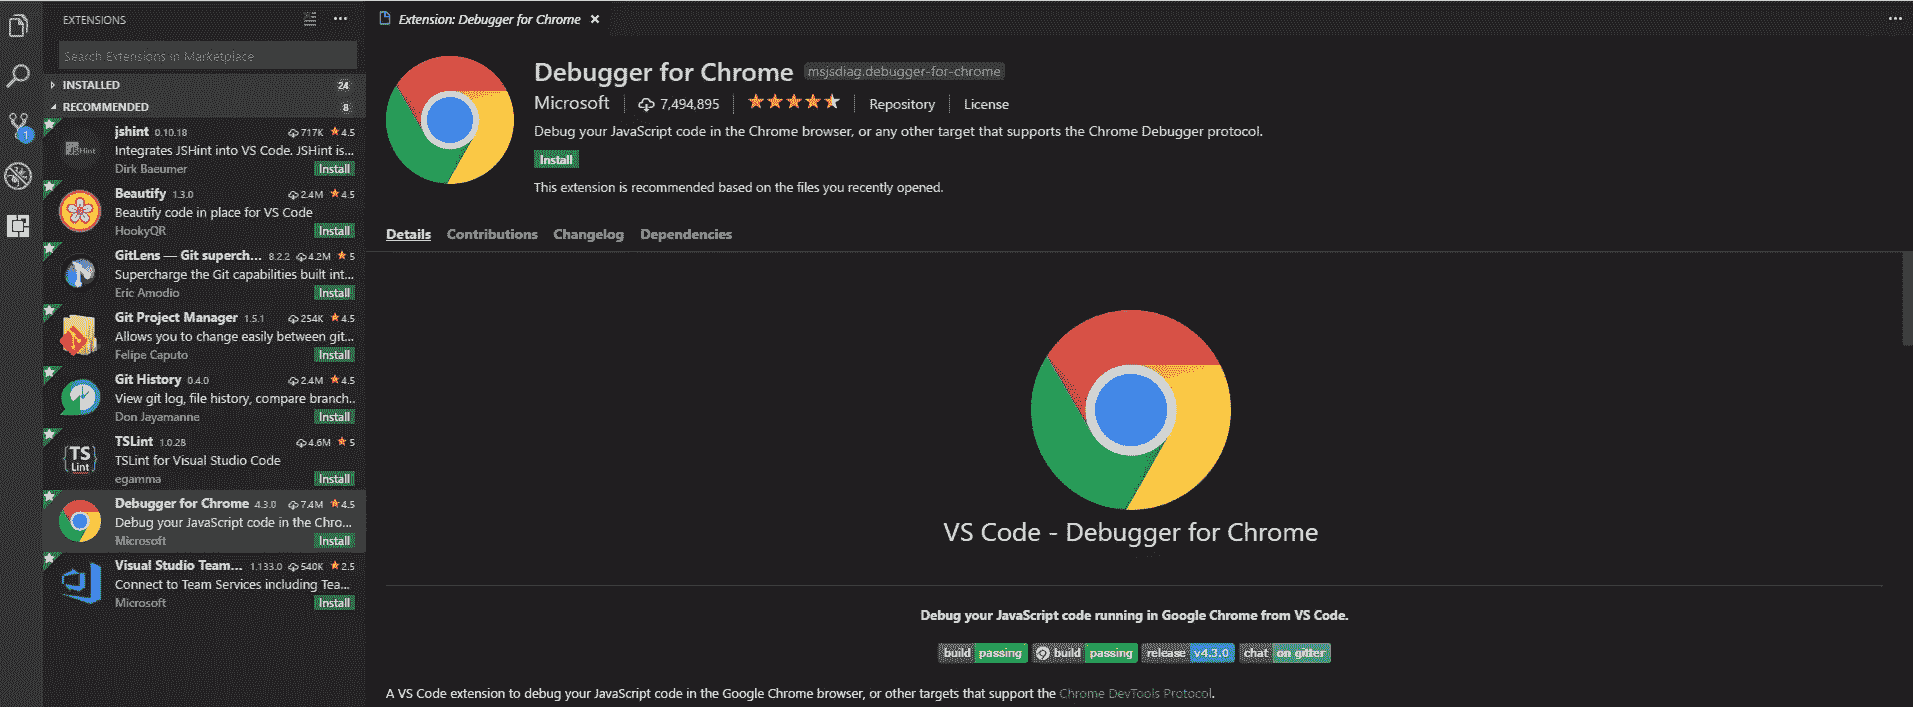 EXTENSIONS
Search Extensions in Marketplace
INSTALLED 24
RECOMMENDED 8
jshint 0.10.18 717K 4.5
Integrates JSHint into VS Code. JSHint is...
Dirk Baeumer Install
JSHint
Beautify 1.3.0 2.4M 4.5
Beautify code in place for VS Code
HookyQR Install
GitLens — Git superch... 8.2.2 4.2M 5
Supercharge the Git capabilities built int...
Eric Amodio Install
Git Project Manager 1.5.1 254K 4.5
Allows you to change easily between git...
Felipe Caputo Install
Git History 0.4.0 2.4M 4.5
View git log, file history, compare branch...
Don Jayamanne Install
TSLint 1.0.28 4.6M 5
TSLint for Visual Studio Code
egamma Install
{TS}
Lint
Debugger for Chrome 4.3.0 7.4M 4.5
Debug your JavaScript code in the Chro...
Microsoft Install
Visual Studio Team... 1.133.0 540K 2.5
Connect to Team Services including Tea...
Microsoft Install
1
Extension: Debugger for Chrome ×
Debugger for Chrome msjsdiag.debugger-for-chrome
Microsoft 7,494,895 Repository License
Debug your JavaScript code in the Chrome browser, or any other target that supports the Chrome Debugger protocol.
Install
This extension is recommended based on the files you recently opened.
Details Contributions Changelog Dependencies
VS Code - Debugger for Chrome
Debug your JavaScript code running in Google Chrome from VS Code.
build passing build passing release v4.3.0 chat on gitter
A VS Code extension to debug your JavaScript code in the Google Chrome browser, or other targets that support the Chrome DevTools Protocol.